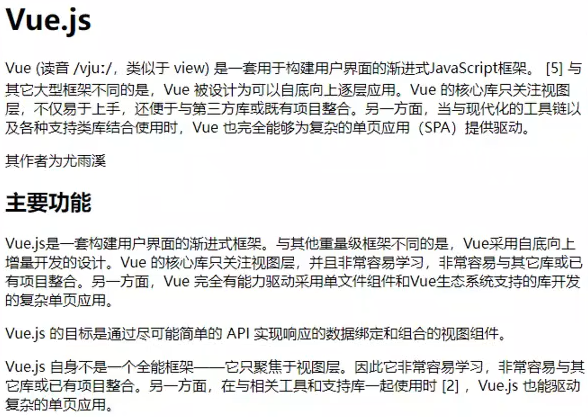 Vue.js
Vue (读音 /vjuː/，类似于 view) 是一套用于构建用户界面的渐进式JavaScript框架。 [5] 与
其它大型框架不同的是，Vue 被设计为可以自底向上逐层应用。Vue 的核心库只关注视图
层，不仅易于上手，还便于与第三方库或既有项目整合。另一方面，当与现代化的工具链以
及各种支持类库结合使用时，Vue 也完全能够为复杂的单页应用（SPA）提供驱动。
其作者为尤雨溪
主要功能
Vue.js是一套构建用户界面的渐进式框架。与其他重量级框架不同的是，Vue采用自底向上
增量开发的设计。Vue 的核心库只关注视图层，并且非常容易学习，非常容易与其它库或已
有项目整合。另一方面，Vue 完全有能力驱动采用单文件组件和Vue生态系统支持的库开发
的复杂单页应用。
Vue.js 的目标是通过尽可能简单的 API 实现响应的数据绑定和组合的视图组件。
Vue.js 自身不是一个全能框架——它只聚焦于视图层。因此它非常容易学习，非常容易与其
它库或已有项目整合。另一方面，在与相关工具和支持库一起使用时 [2] ，Vue.js 也能驱动
复杂的单页应用。